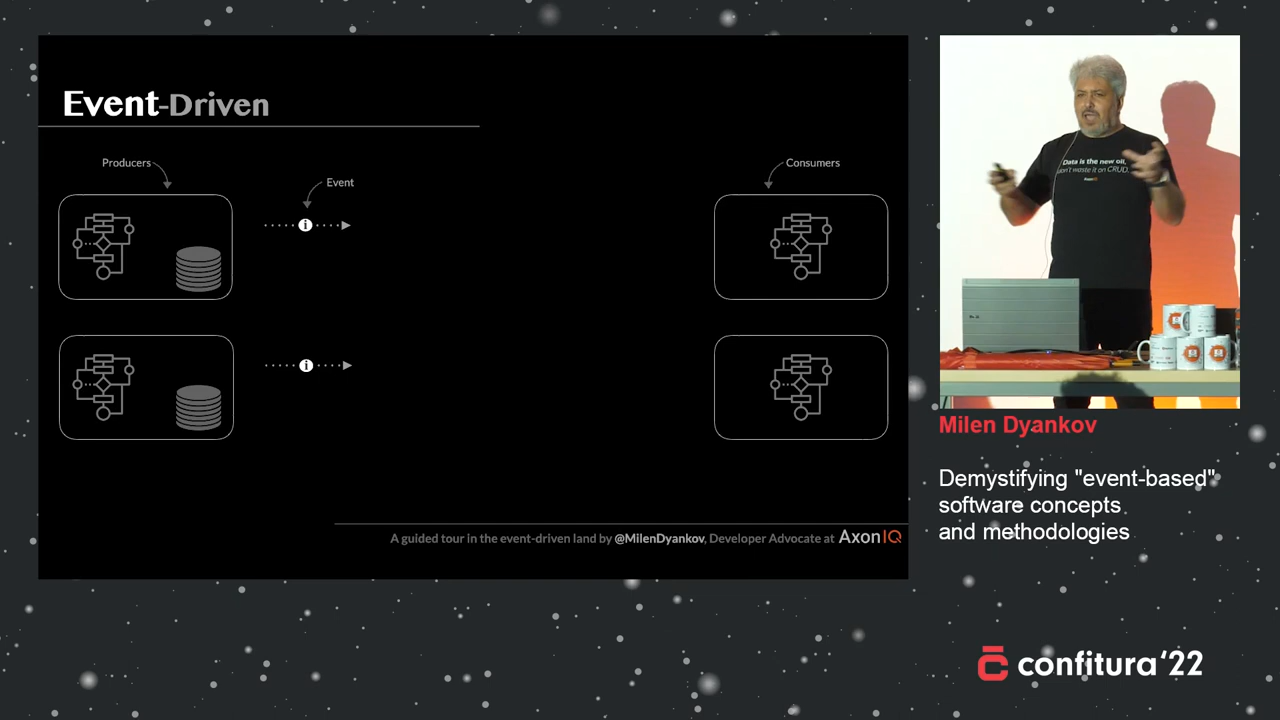 Event-Driven
Producers
Event
Consumers
i
i
A guided tour in the event-driven land by @MilenDyankov, Developer Advocate at AxonIQ
Data is the new oil,
don't waste it on CRUD.
AxonIQ
Milen Dyankov
Demystifying "event-based"
software concepts
and methodologies
confitura '22